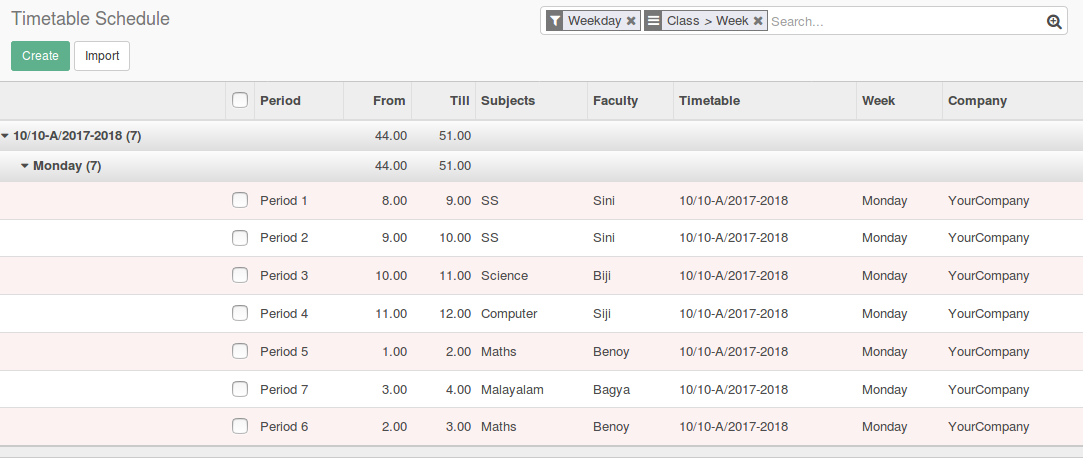 Timetable Schedule
Weekday Class > Week Search...
Create Import
Period From Till Subjects Faculty Timetable Week Company
10/10-A/2017-2018 (7) 44.00 51.00
Monday (7) 44.00 51.00
Period 1 8.00 9.00 SS Sini 10/10-A/2017-2018 Monday YourCompany
Period 2 9.00 10.00 SS Sini 10/10-A/2017-2018 Monday YourCompany
Period 3 10.00 11.00 Science Biji 10/10-A/2017-2018 Monday YourCompany
Period 4 11.00 12.00 Computer Siji 10/10-A/2017-2018 Monday YourCompany
Period 5 1.00 2.00 Maths Benoy 10/10-A/2017-2018 Monday YourCompany
Period 7 3.00 4.00 Malayalam Bagya 10/10-A/2017-2018 Monday YourCompany
Period 6 2.00 3.00 Maths Benoy 10/10-A/2017-2018 Monday YourCompany